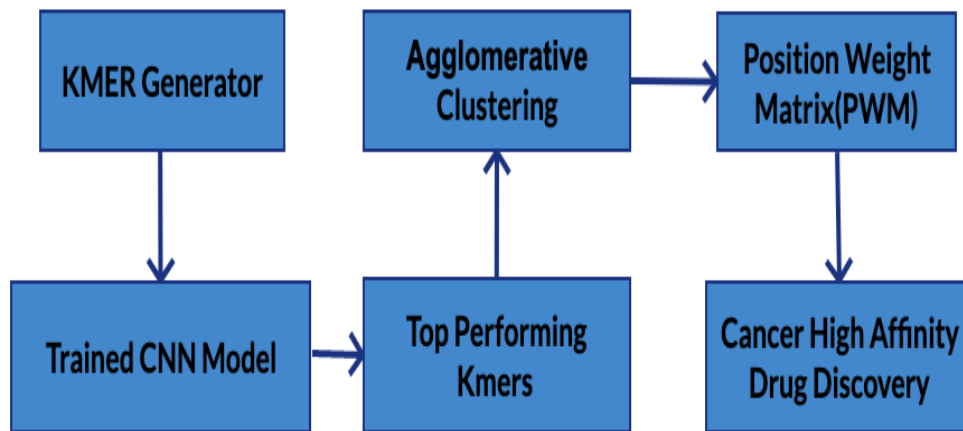 KMER Generator
Trained CNN Model
Top Performing
Kmers
Agglomerative
Clustering
Position Weight
Matrix(PWM)
Cancer High Affinity
Drug Discovery